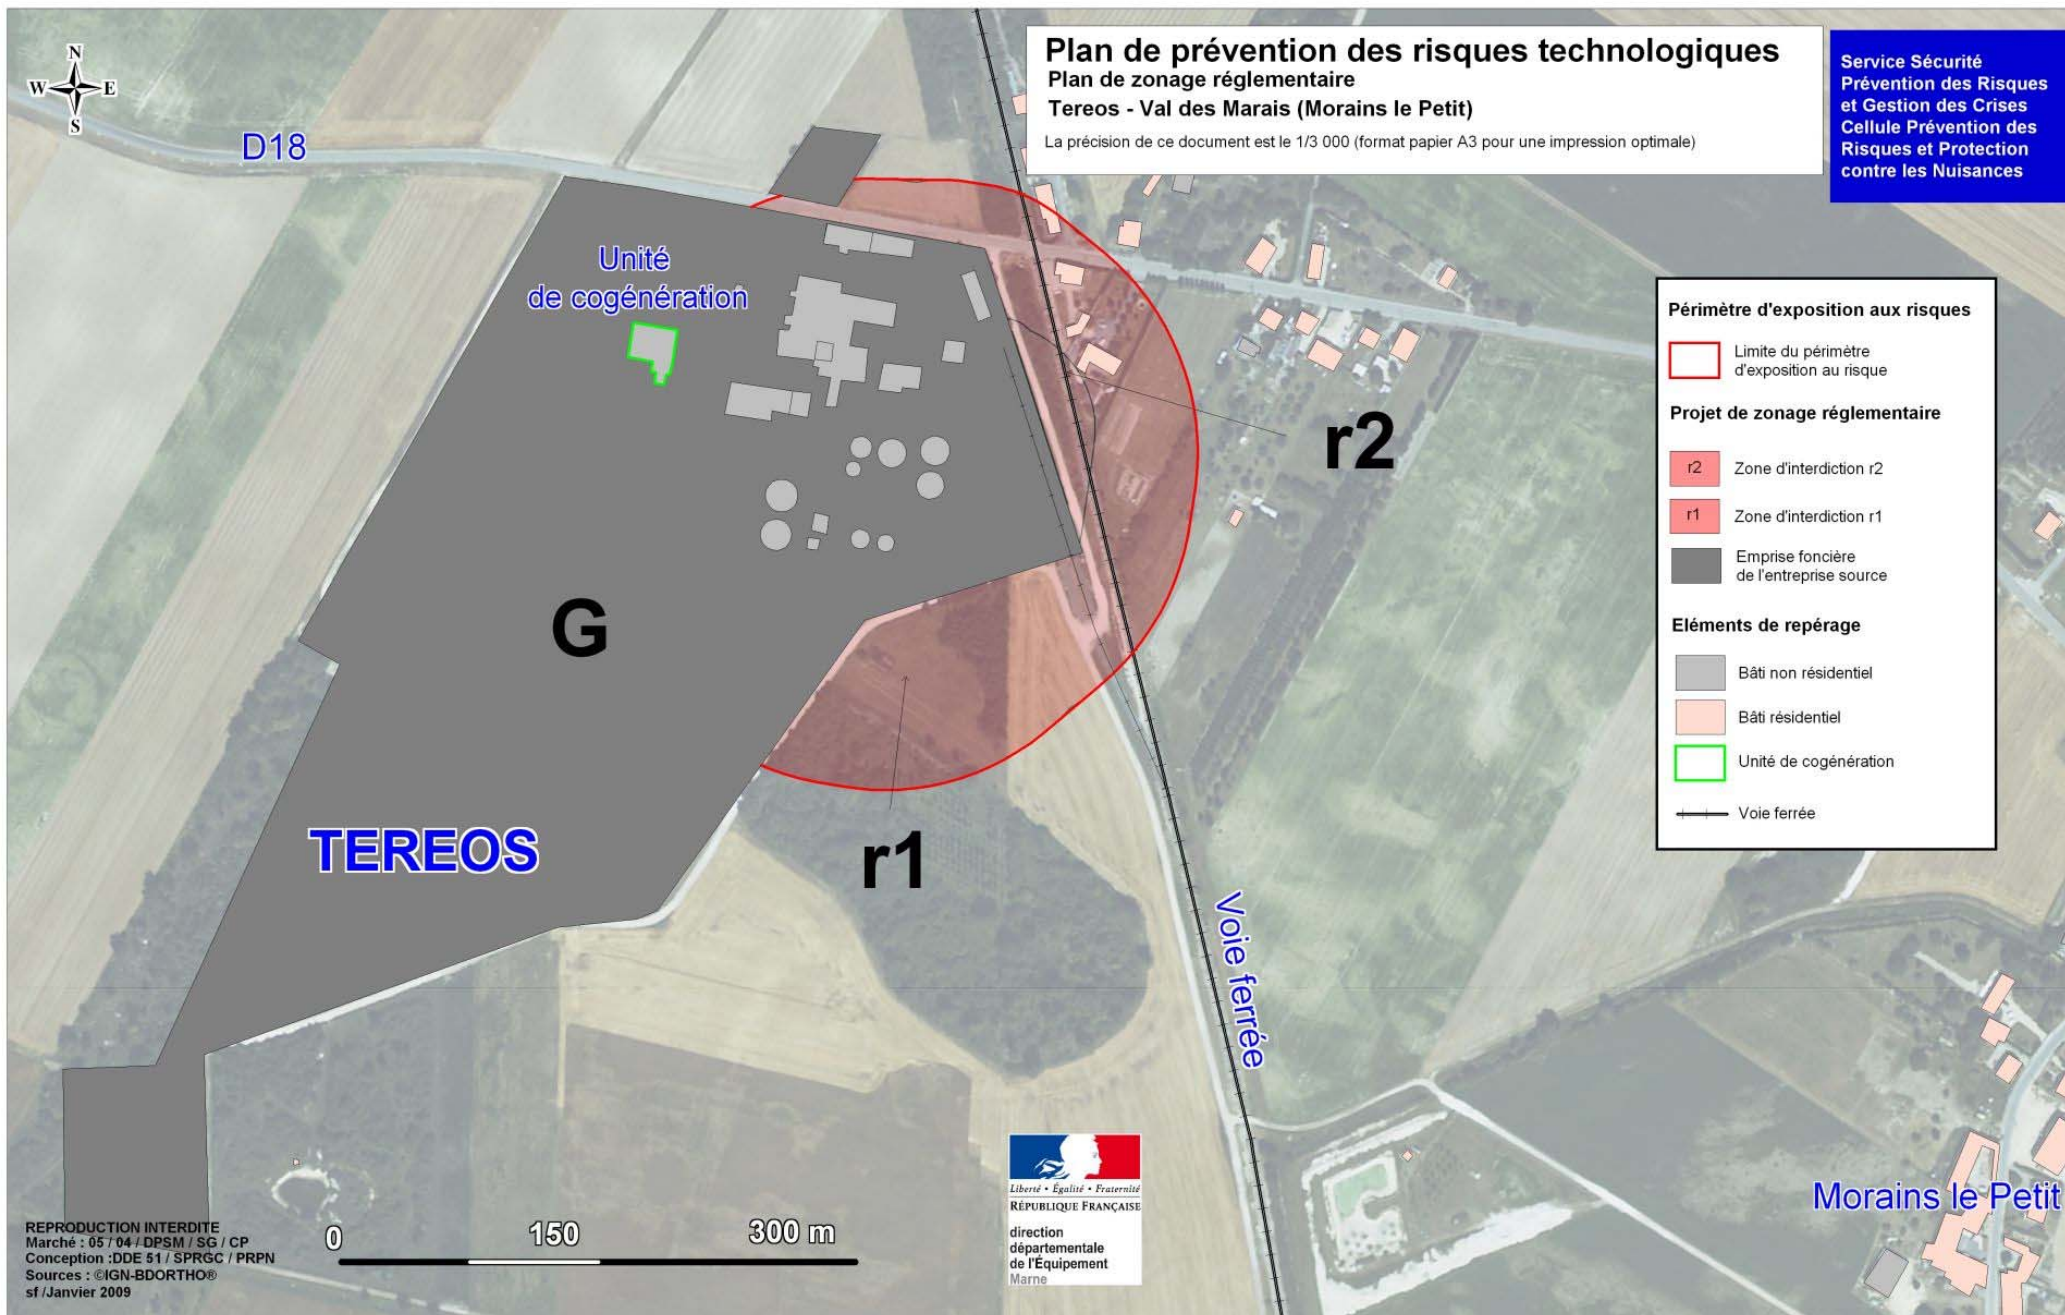 N
W E
S
D18
Plan de prévention des risques technologiques
Plan de zonage réglementaire
Tereos - Val des Marais (Morains le Petit)
La précision de ce document est le 1/3 000 (format papier A3 pour une impression optimale)
Service Sécurité
Prévention des Risques
et Gestion des Crises
Cellule Prévention des
Risques et Protection
contre les Nuisances
Unité
de cogénération
r2
G
r1
TEREOS
Voie ferrée
Morains le Petit
Périmètre d'exposition aux risques
Limite du périmètre
d'exposition au risque
Projet de zonage réglementaire
r2 Zone d'interdiction r2
r1 Zone d'interdiction r1
Emprise foncière
de l'entreprise source
Eléments de repérage
Bâti non résidentiel
Bâti résidentiel
Unité de cogénération
Voie ferrée
REPRODUCTION INTERDITE
Marché : 05 / 04 / DPSM / SG / CP
Conception :DDE 51 / SPRGC / PRPN
Sources : ©IGN-BDORTHO®
sf /Janvier 2009
0 150 300 m
Liberté • Égalité • Fraternité
RÉPUBLIQUE FRANÇAISE
direction
départementale
de l'Équipement
Marne